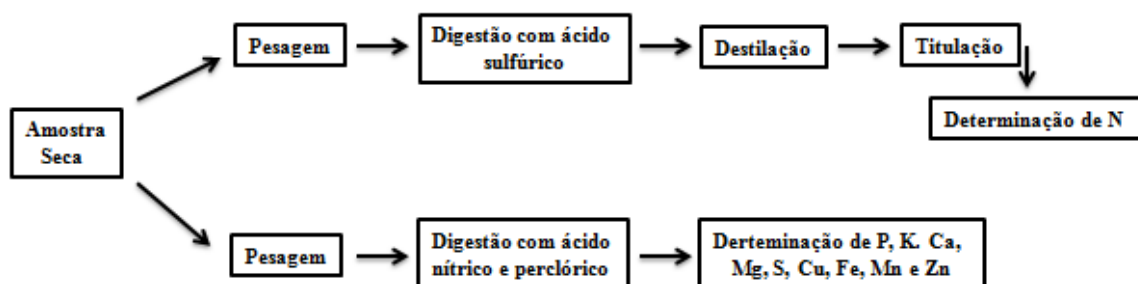 Amostra
Seca
Pesagem
Digestão com ácido
sulfúrico
Destilação
Titulação
Determinação de N
Pesagem
Digestão com ácido
nítrico e perclórico
Derteminação de P, K. Ca,
Mg, S, Cu, Fe, Mn e Zn